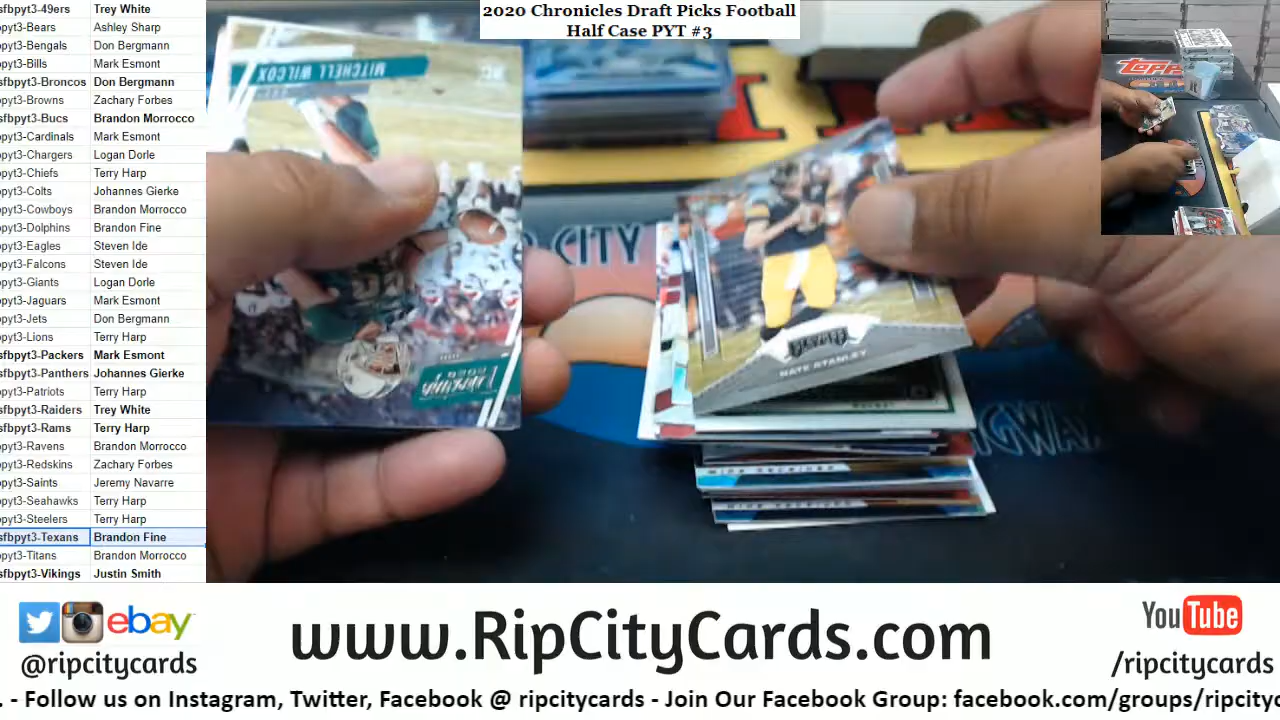 2020 Chronicles Draft Picks Football
Half Case PYT #3
sfbpyt3-49ers Trey White
pyt3-Bears Ashley Sharp
pyt3-Bengals Don Bergmann
pyt3-Bills Mark Esmont
sfbpyt3-Broncos Don Bergmann
pyt3-Browns Zachary Forbes
sfbpyt3-Bucs Brandon Morrocco
pyt3-Cardinals Mark Esmont
pyt3-Chargers Logan Dorle
pyt3-Chiefs Terry Harp
pyt3-Colts Johannes Gierke
pyt3-Cowboys Brandon Morrocco
pyt3-Dolphins Brandon Fine
pyt3-Eagles Steven Ide
pyt3-Falcons Steven Ide
pyt3-Giants Logan Dorle
pyt3-Jaguars Mark Esmont
pyt3-Jets Don Bergmann
pyt3-Lions Terry Harp
sfbpyt3-Packers Mark Esmont
sfbpyt3-Panthers Johannes Gierke
pyt3-Patriots Terry Harp
sfbpyt3-Raiders Trey White
sfbpyt3-Rams Terry Harp
pyt3-Ravens Brandon Morrocco
pyt3-Redskins Zachary Forbes
pyt3-Saints Jeremy Navarre
pyt3-Seahawks Terry Harp
pyt3-Steelers Terry Harp
sfbpyt3-Texans Brandon Fine
pyt3-Titans Brandon Morrocco
sfbpyt3-Vikings Justin Smith
MITCHELL WILCOX
P CITY
PLAYOFF
NATE STANLEY
Topps
ebay
@ripcitycards
www.RipCityCards.com
YouTube
/ripcitycards
. - Follow us on Instagram, Twitter, Facebook @ ripcitycards - Join Our Facebook Group: facebook.com/groups/ripcityc